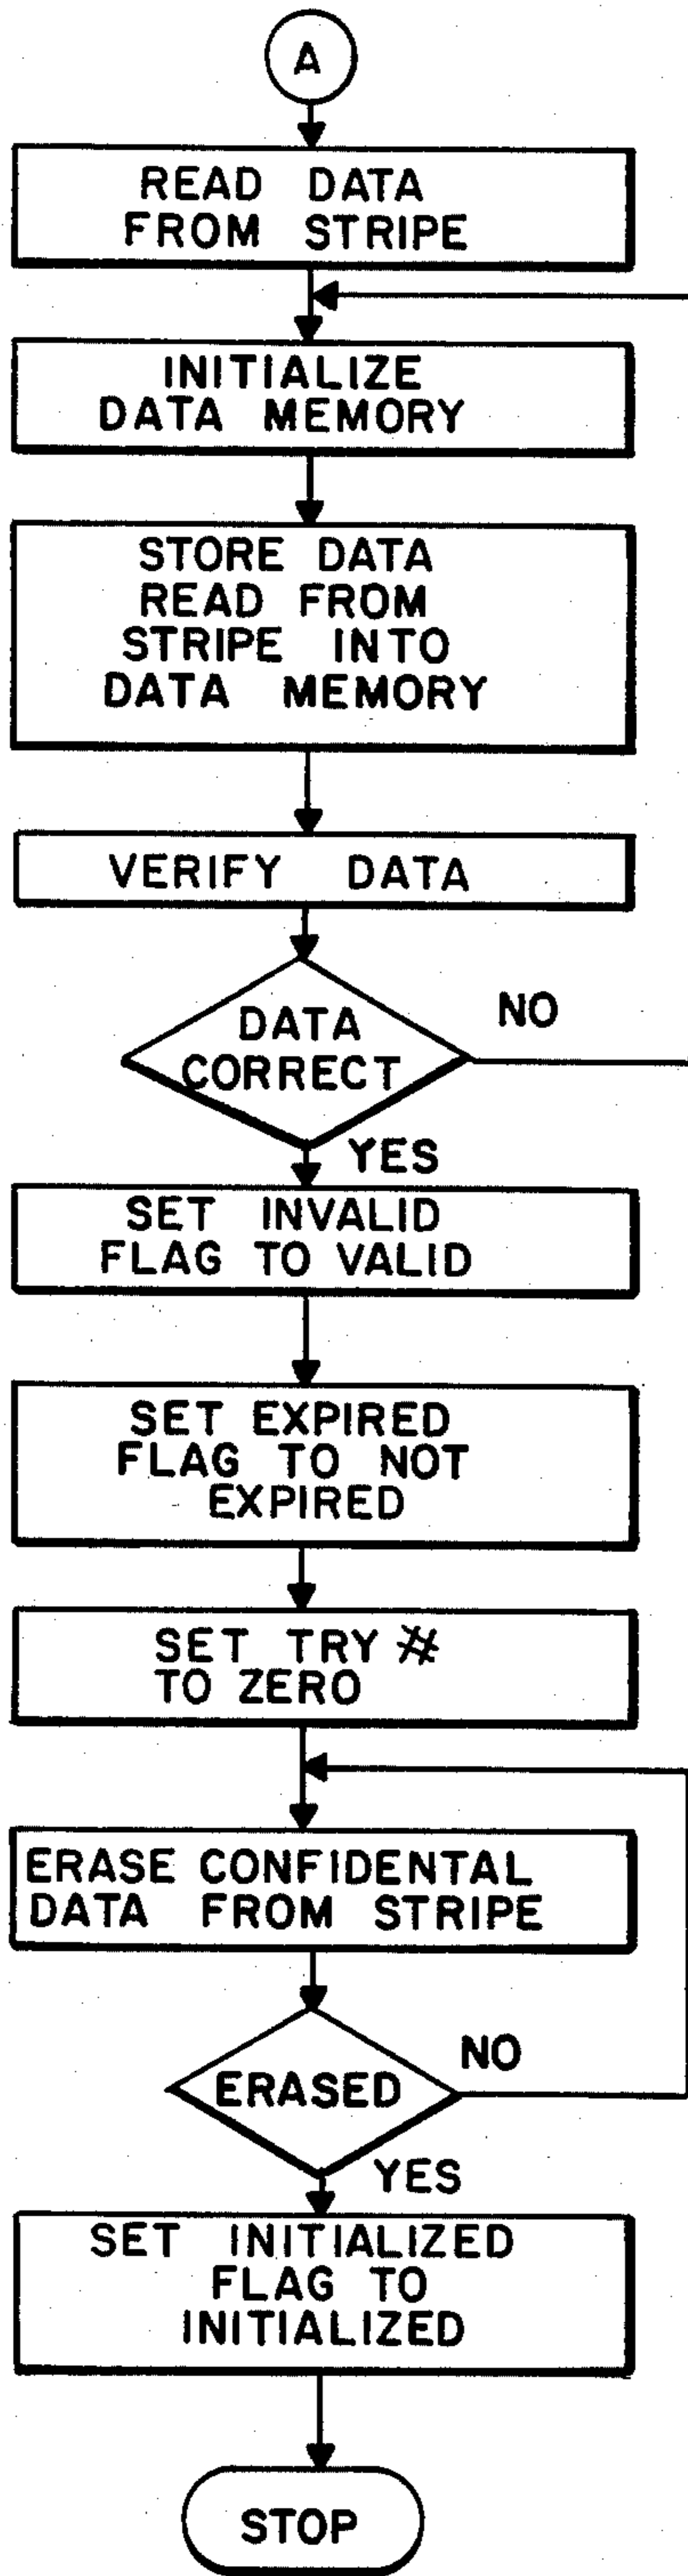 A
READ DATA
FROM STRIPE
INITIALIZE
DATA MEMORY
STORE DATA
READ FROM
STRIPE INTO
DATA MEMORY
VERIFY DATA
DATA
CORRECT
NO
YES
SET INVALID
FLAG TO VALID
SET EXPIRED
FLAG TO NOT
EXPIRED
SET TRY #
TO ZERO
ERASE CONFIDENTAL
DATA FROM STRIPE
ERASED
NO
YES
SET INITIALIZED
FLAG TO
INITIALIZED
STOP